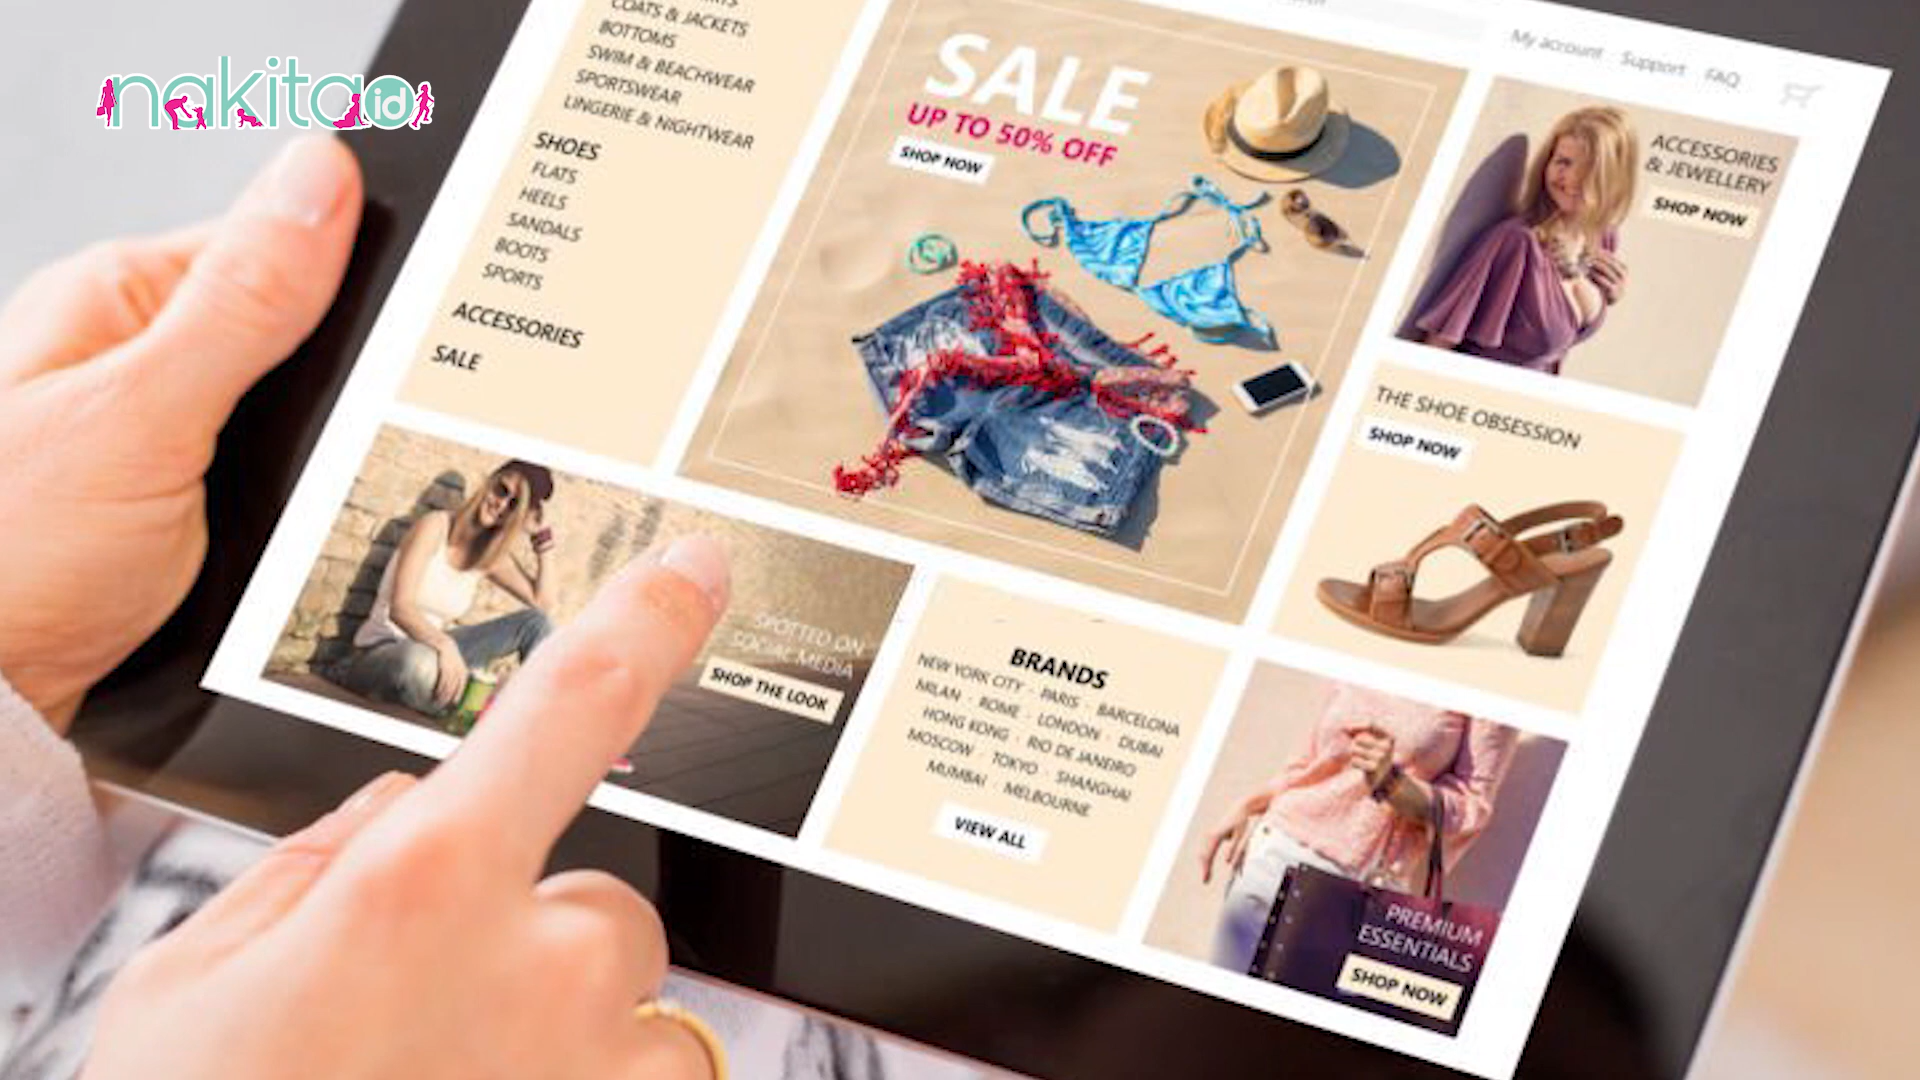 nakita id
COATS & JACKETS
BOTTOMS
SWIM & BEACHWEAR
SPORTSWEAR
LINGERIE & NIGHTWEAR
SHOES
FLATS
HEELS
SANDALS
BOOTS
SPORTS
ACCESSORIES
SALE
SALE
UP TO 50% OFF
SHOP NOW
My account Support FAQ
ACCESSORIES
& JEWELLERY
SHOP NOW
THE SHOE OBSESSION
SHOP NOW
SPOTTED ON
SOCIAL MEDIA
SHOP THE LOOK
BRANDS
NEW YORK CITY · PARIS · BARCELONA
MILAN · ROME · LONDON · DUBAI
HONG KONG · RIO DE JANEIRO
MOSCOW · TOKYO · SHANGHAI
MUMBAI · MELBOURNE
VIEW ALL
PREMIUM
ESSENTIALS
SHOP NOW